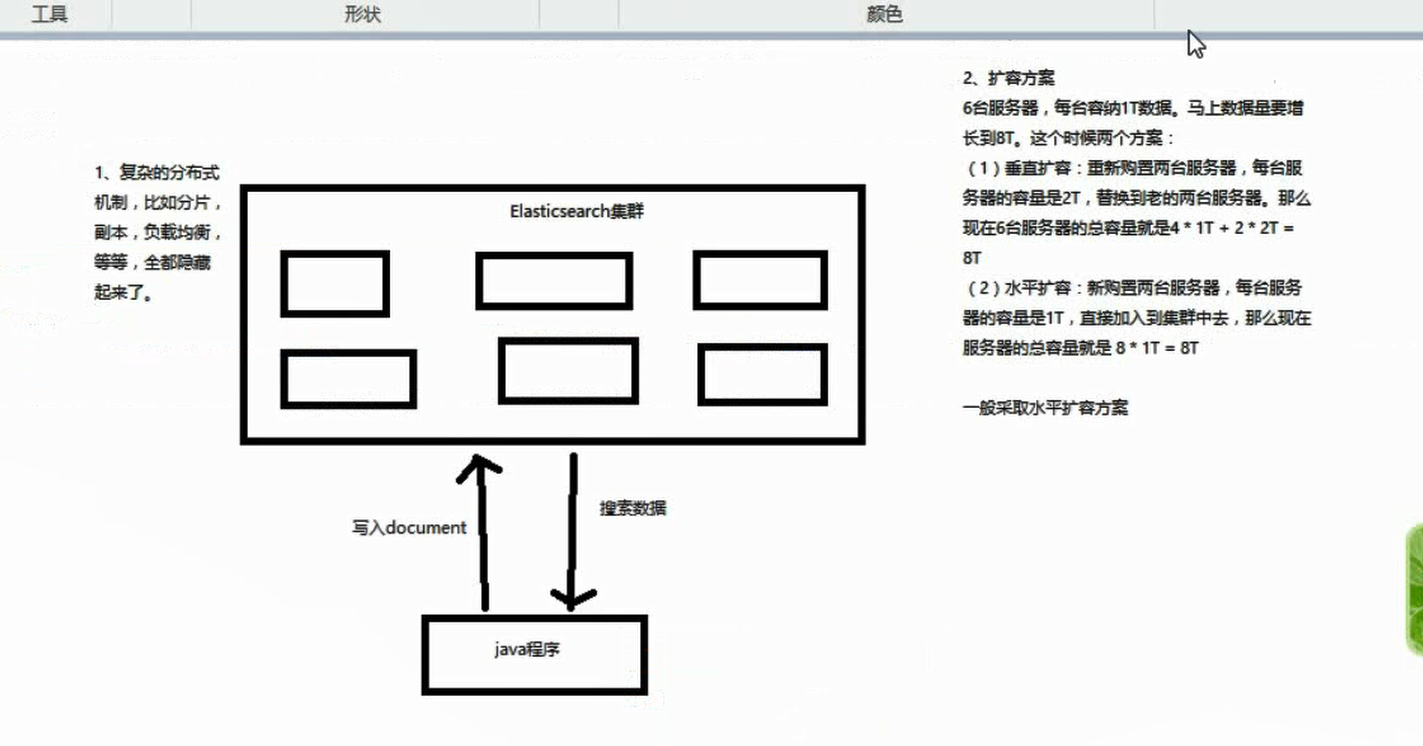 工具
形状
颜色
1、复杂的分布式
机制，比如分片，
副本，负载均衡，
等等，全都隐藏
起来了。
Elasticsearch集群
写入document
搜索数据
java程序
2、扩容方案
6台服务器，每台容纳1T数据。马上数据量要增
长到8T。这个时候两个方案：
（1）垂直扩容：重新购置两台服务器，每台服
务器的容量是2T，替换到老的两台服务器。那么
现在6台服务器的总容量就是4 * 1T + 2 * 2T =
8T
（2）水平扩容：新购置两台服务器，每台服务
器的容量是1T，直接加入到集群中去，那么现在
服务器的总容量就是 8 * 1T = 8T
一般采取水平扩容方案